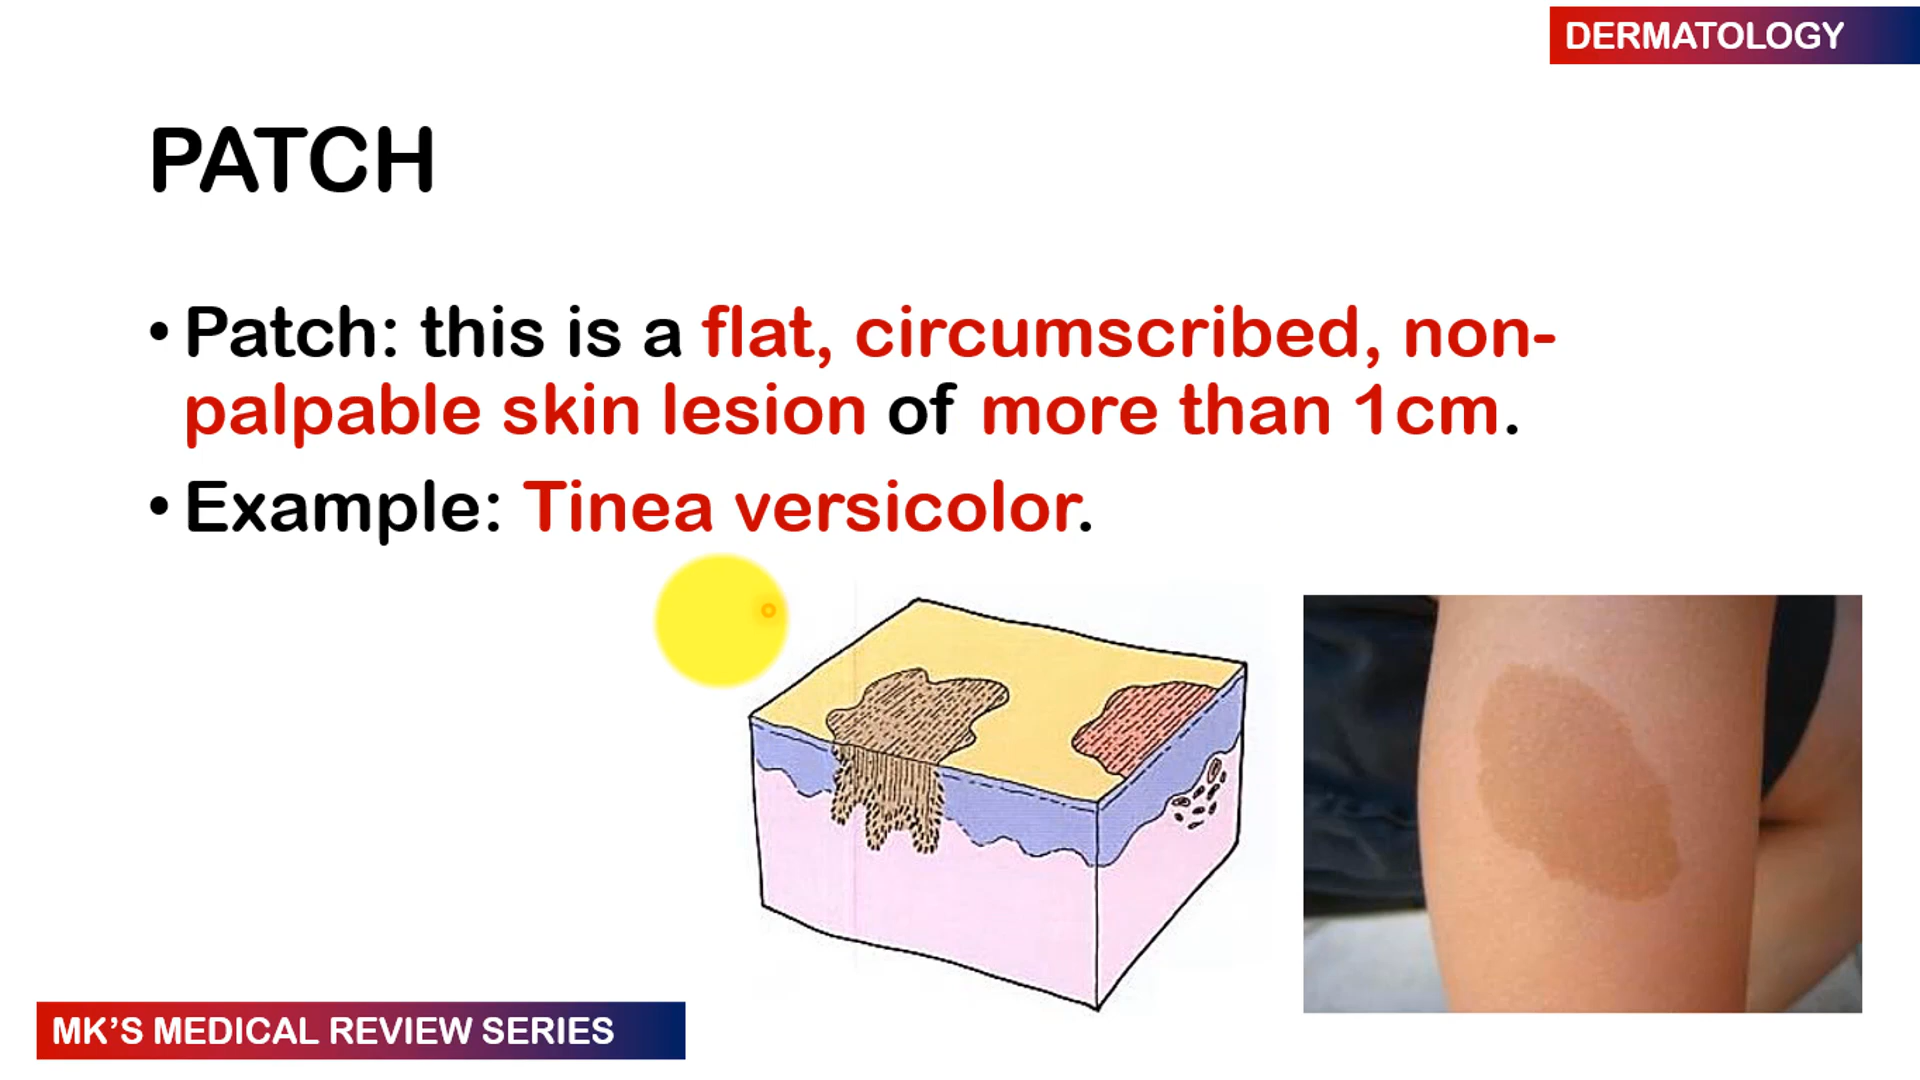 DERMATOLOGY
PATCH
• Patch: this is a flat, circumscribed, non-
palpable skin lesion of more than 1cm.
• Example: Tinea versicolor.
MK’S MEDICAL REVIEW SERIES